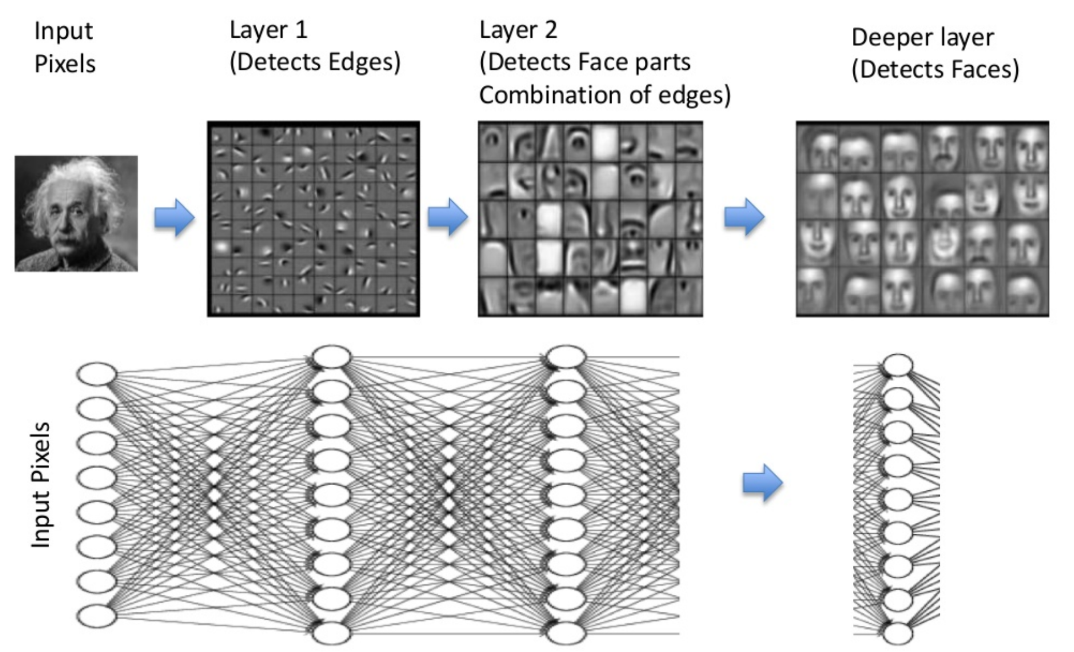 Input
Pixels
Layer 1
(Detects Edges)
Layer 2
(Detects Face parts
Combination of edges)
Deeper layer
(Detects Faces)
Input Pixels